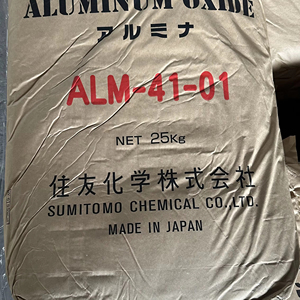 ALUMINUM OXIDE
アルミナ
ALM-41-01
NET 25Kg
住友化学株式会社
SUMITOMO CHEMICAL CO.,LTD.
MADE IN JAPAN